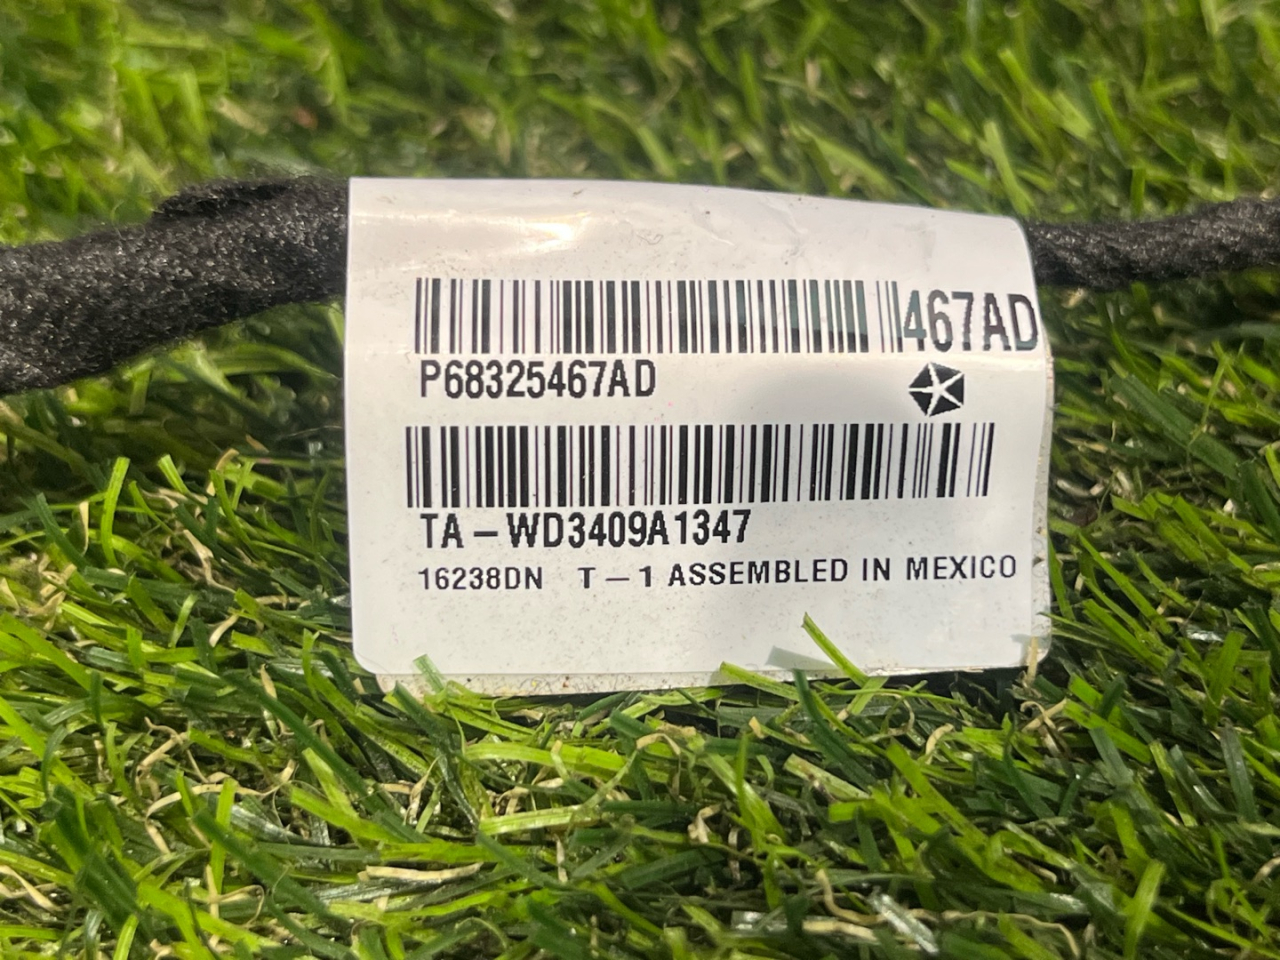 467AD
P68325467AD
TA-WD3409A1347
16238DN T-1 ASSEMBLED IN MEXICO